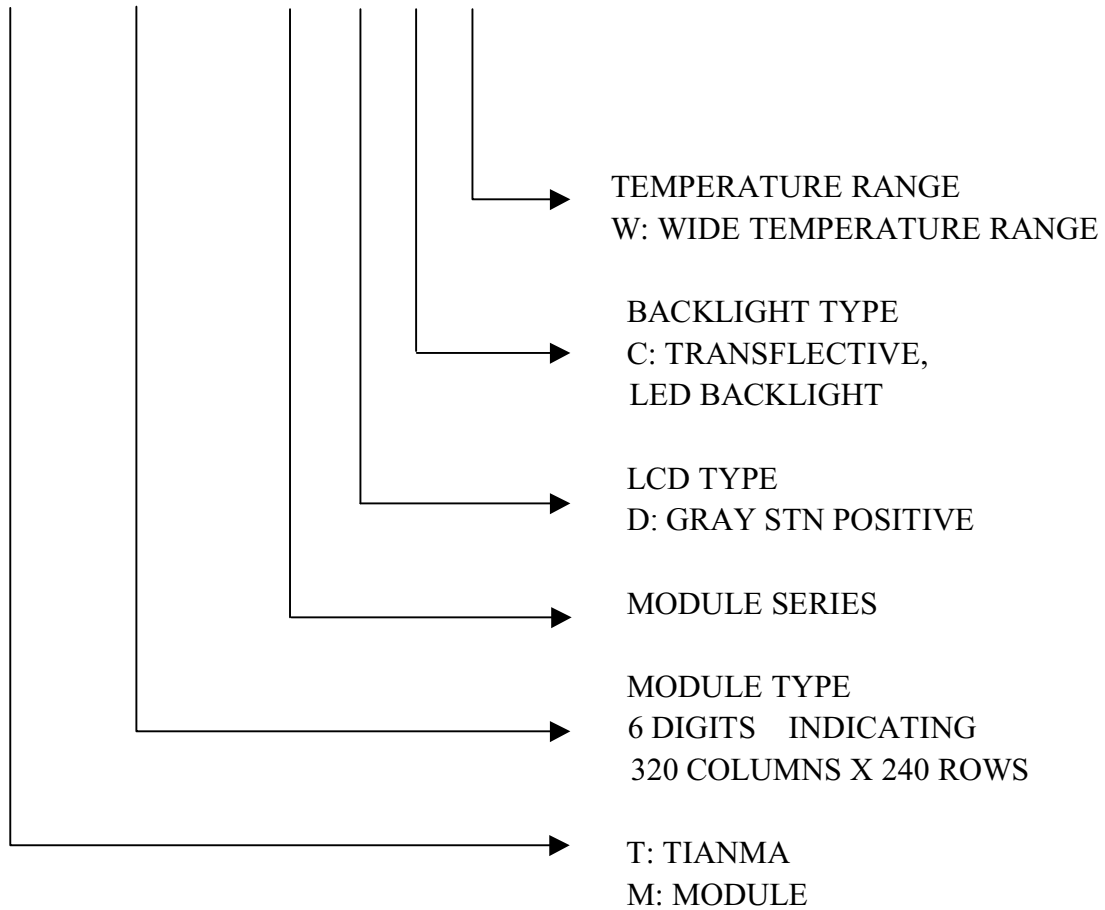 TEMPERATURE RANGE
W: WIDE TEMPERATURE RANGE
BACKLIGHT TYPE
C: TRANSFLECTIVE,
LED BACKLIGHT
LCD TYPE
D: GRAY STN POSITIVE
MODULE SERIES
MODULE TYPE
6 DIGITS INDICATING
320 COLUMNS X 240 ROWS
T: TIANMA
M: MODULE